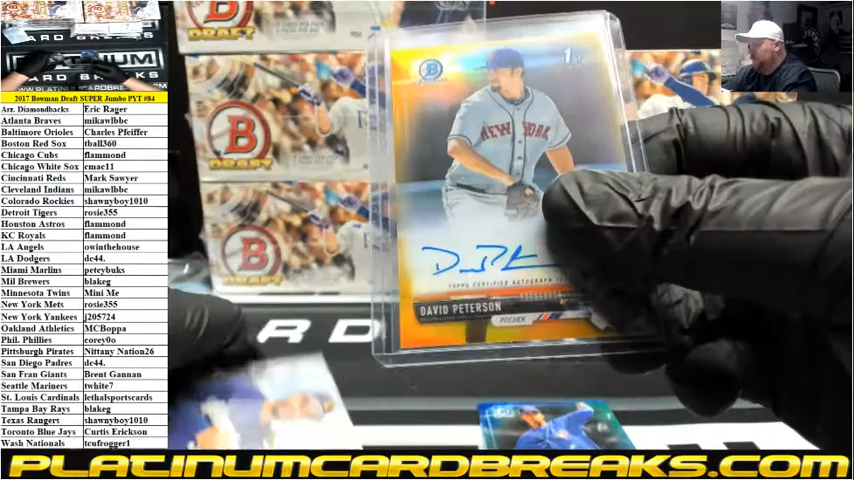 2017 Bowman Draft SUPER Jumbo PYT #84
Arz. Diamondbacks Eric Rager
Atlanta Braves mikawlbbc
Baltimore Orioles Charles Pfeiffer
Boston Red Sox tball360
Chicago Cubs flammond
Chicago White Sox cmac11
Cincinnati Reds Mark Sawyer
Cleveland Indians mikawlbbc
Colorado Rockies shawnyboy1010
Detroit Tigers rosie355
Houston Astros flammond
KC Royals flammond
LA Angels owinthehouse
LA Dodgers dc44.
Miami Marlins peteybuks
Mil Brewers blakeg
Minnesota Twins Mini Me
New York Mets rosie355
New York Yankees j205724
Oakland Athletics MCBoppa
Phil. Phillies corey0o
Pittsburgh Pirates Nittany Nation26
San Diego Padres dc44.
San Fran Giants Brent Gannan
Seattle Mariners twhite7
St. Louis Cardinals lethalsportscards
Tampa Bay Rays blakeg
Texas Rangers shawnyboy1010
Toronto Blue Jays Curtis Erickson
Wash Nationals tcufrogger1
PLATINUM
CARD BREAKS
DRAFT
B
DRAFT
B
DRAFT
1st
NEW YORK
TOPPS CERTIFIED AUTOGRAPH
DAVID PETERSON
PITCHER
ARD
PLATINUMCARDBREAKS.COM